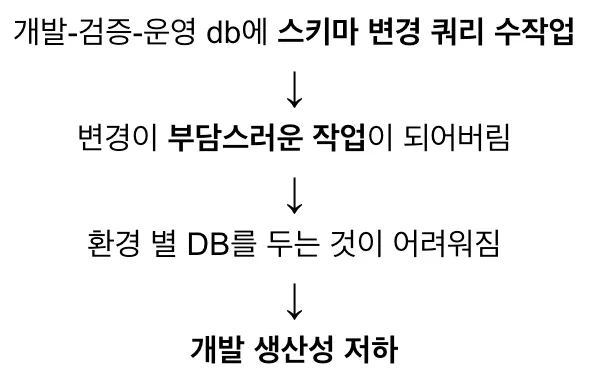 개발-검증-운영 db에 스키마 변경 쿼리 수작업
↓
변경이 부담스러운 작업이 되어버림
↓
환경 별 DB를 두는 것이 어려워짐
↓
개발 생산성 저하